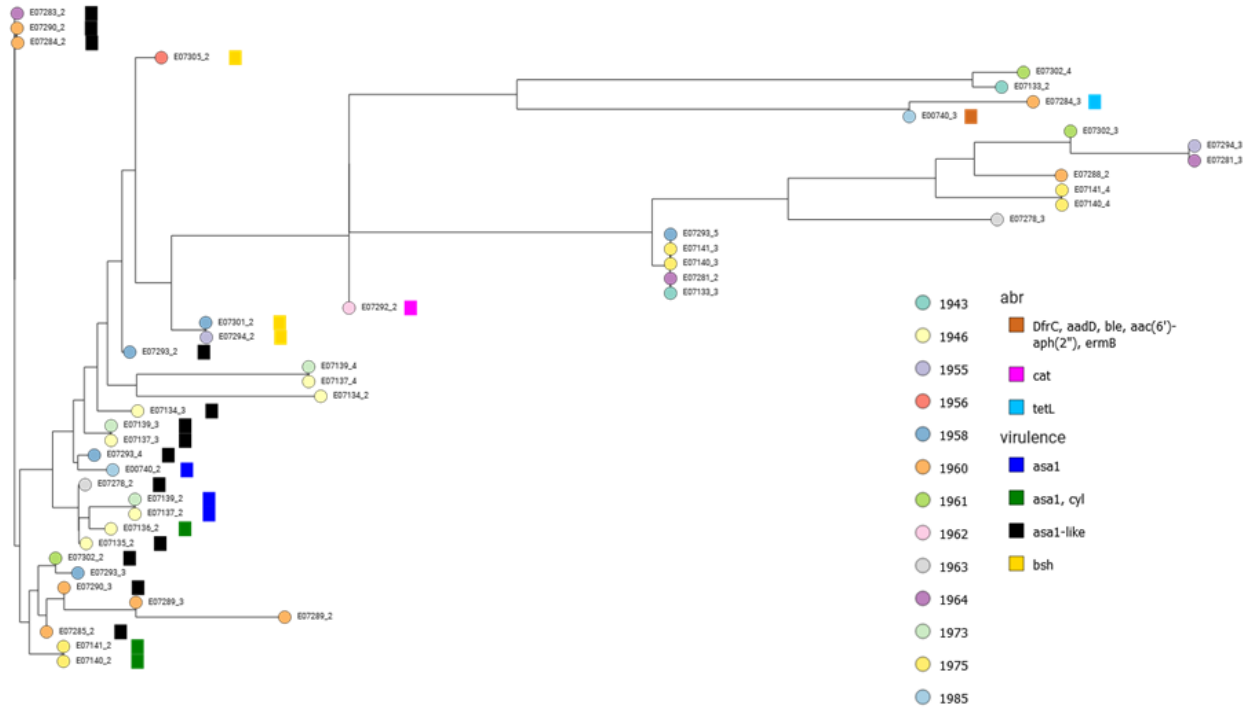 E07283_2
E07290_2
E07284_2
E07305_2
E07302_4
E07133_2
E07284_3
E00740_3
E07302_3
E07294_3
E07281_3
E07288_2
E07141_4
E07140_4
E07278_3
E07293_5
E07141_3
E07140_3
E07281_2
E07133_3
E07292_2
E07301_2
E07294_2
E07293_2
E07139_4
E07137_4
E07134_2
E07134_3
E07139_3
E07137_3
E07293_4
E00740_2
E07278_2
E07139_2
E07137_2
E07136_2
E07135_2
E07302_2
E07293_3
E07290_3
E07289_3
E07289_2
E07285_2
E07141_2
E07140_2
1943
1946
1955
1956
1958
1960
1961
1962
1963
1964
1973
1975
1985
abr
DfrC, aadD, ble, aac(6')-
aph(2"), ermB
cat
tetL
virulence
asa1
asa1, cyl
asa1-like
bsh